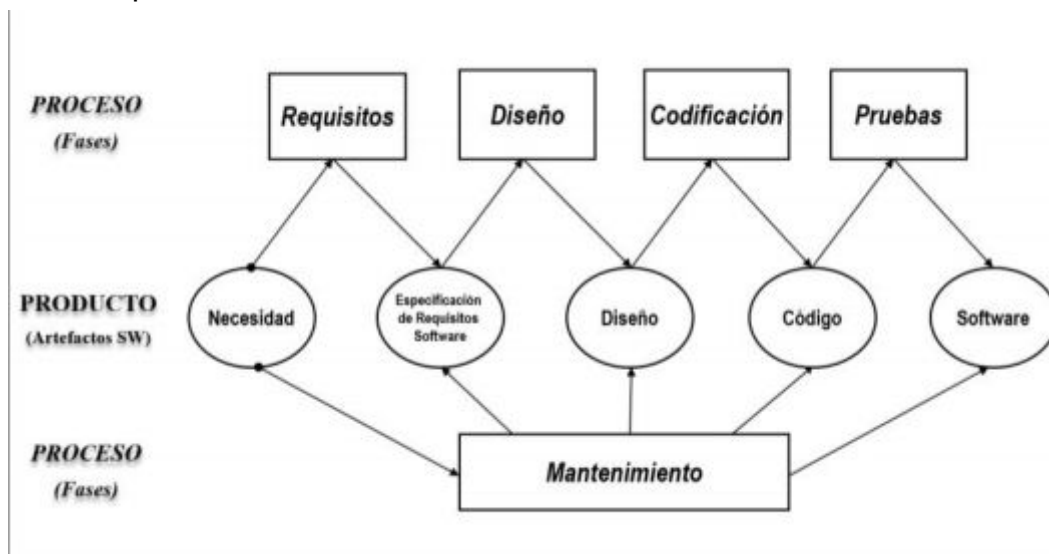 PROCESO
(Fases)
Requisitos
Diseño
Codificación
Pruebas
PRODUCTO
(Artefactos SW)
Necesidad
Especificación
de Requisitos
Software
Diseño
Código
Software
PROCESO
(Fases)
Mantenimiento